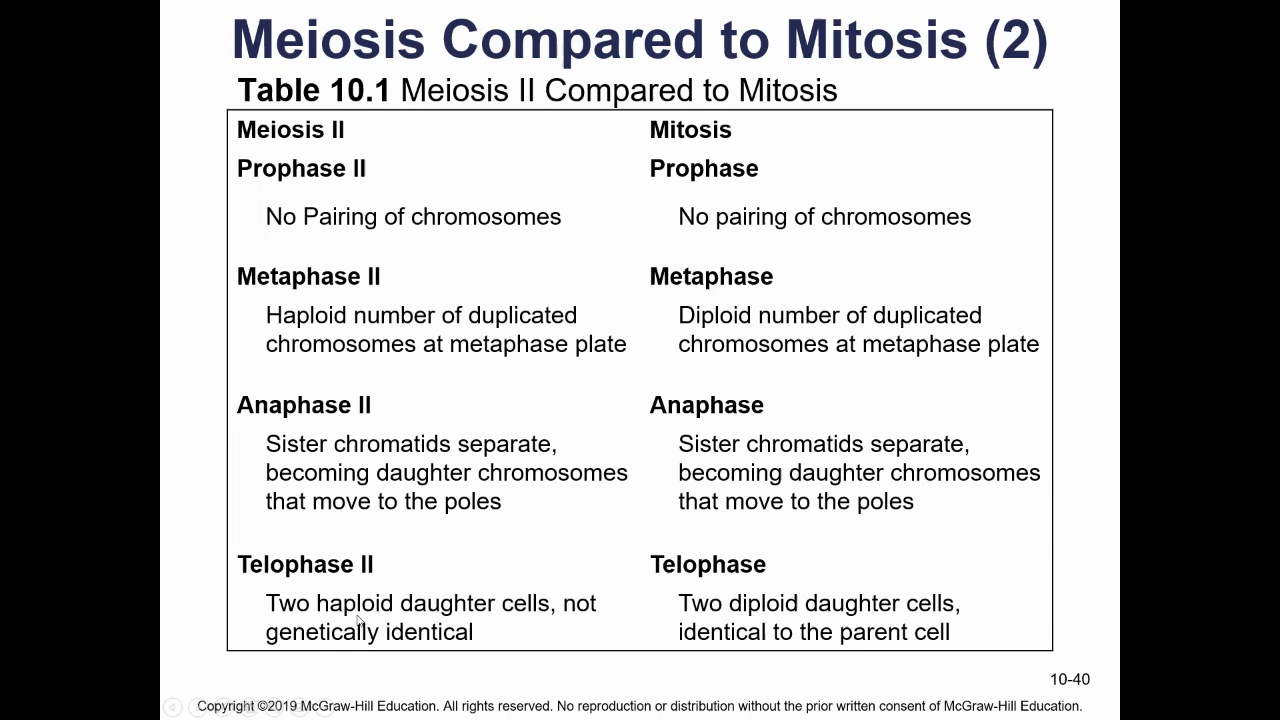 Meiosis Compared to Mitosis (2)
Table 10.1 Meiosis II Compared to Mitosis
Meiosis II Mitosis
Prophase II Prophase
No Pairing of chromosomes No pairing of chromosomes
Metaphase II Metaphase
Haploid number of duplicated Diploid number of duplicated
chromosomes at metaphase plate chromosomes at metaphase plate
Anaphase II Anaphase
Sister chromatids separate, Sister chromatids separate,
becoming daughter chromosomes becoming daughter chromosomes
that move to the poles that move to the poles
Telophase II Telophase
Two haploid daughter cells, not Two diploid daughter cells,
genetically identical identical to the parent cell
10-40
Copyright ©2019 McGraw-Hill Education. All rights reserved. No reproduction or distribution without the prior written consent of McGraw-Hill Education.